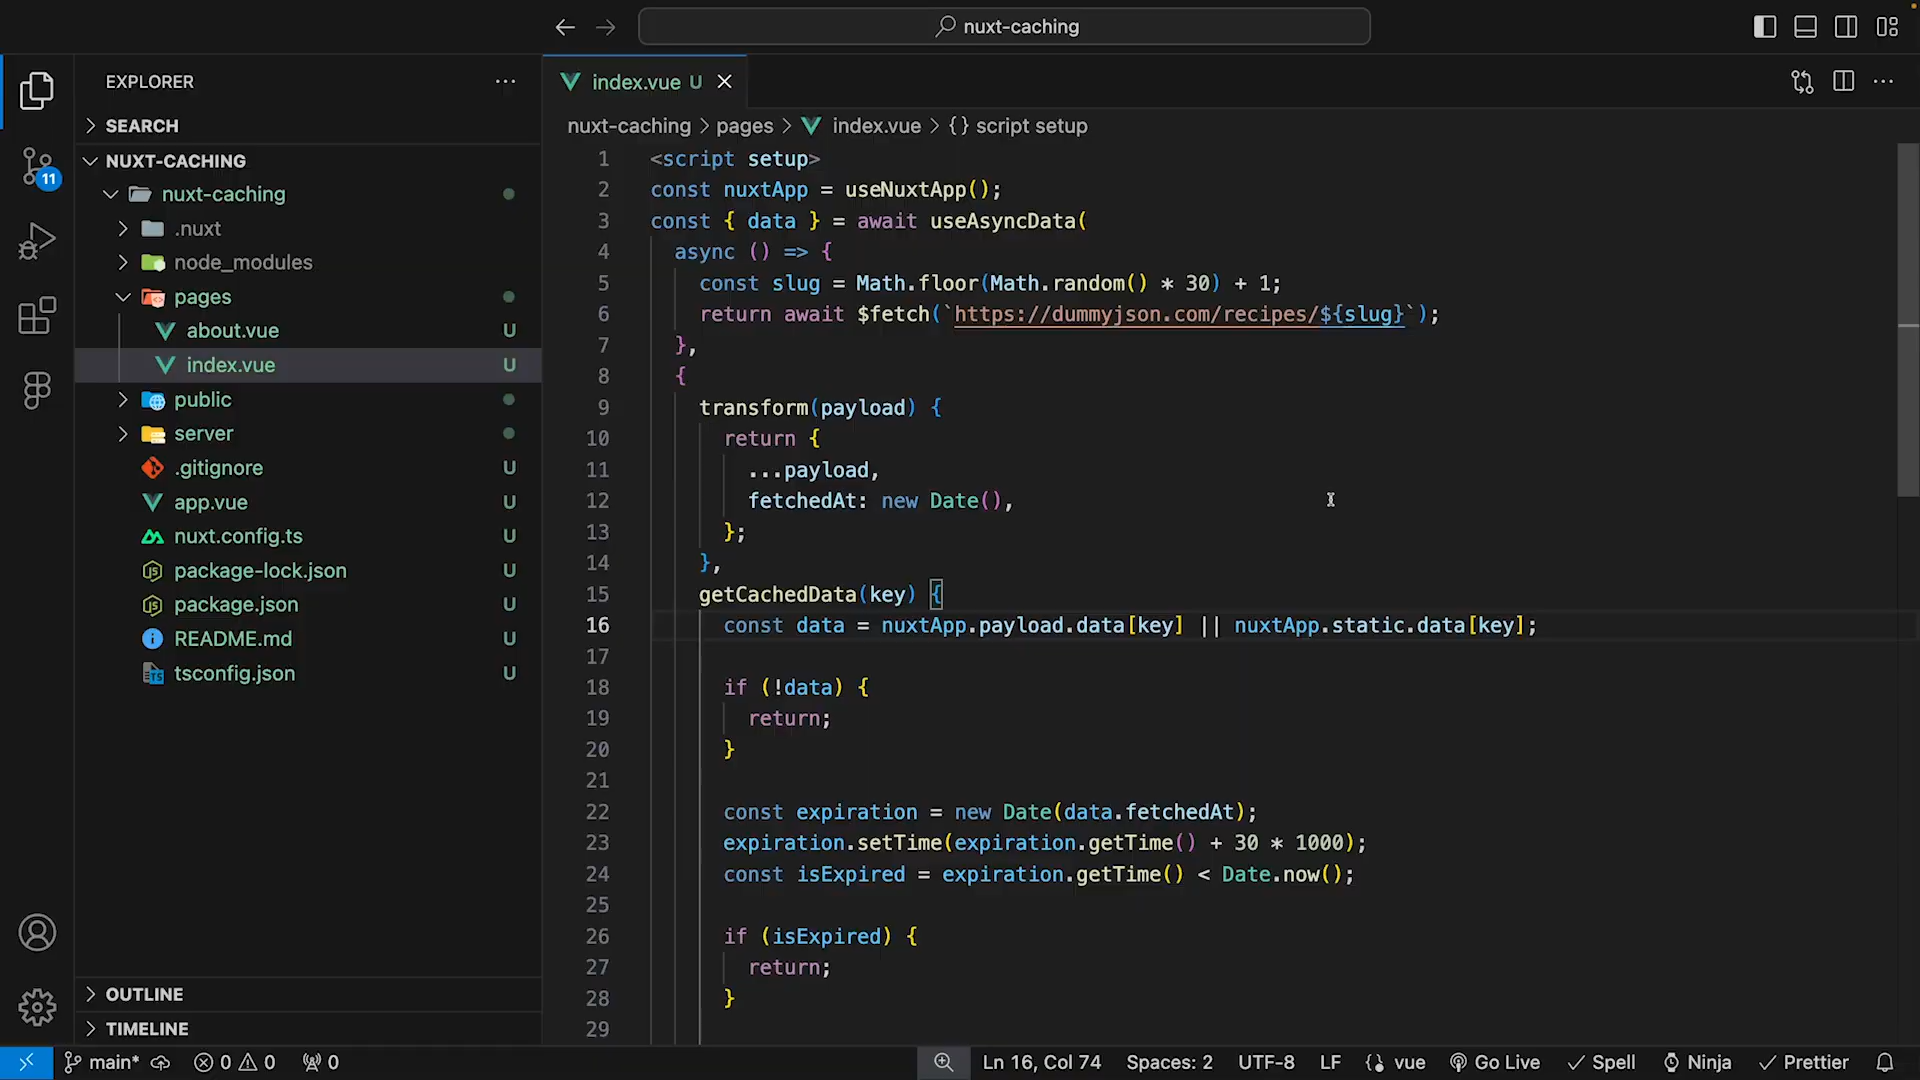 nuxt-caching
EXPLORER
SEARCH
NUXT-CACHING
nuxt-caching
.nuxt
node_modules
pages
about.vue U
index.vue U
public
server
.gitignore U
app.vue U
nuxt.config.ts U
package-lock.json U
package.json U
README.md U
tsconfig.json U
OUTLINE
TIMELINE
11
index.vue U
nuxt-caching > pages > index.vue > {} script setup
1 <script setup>
2 const nuxtApp = useNuxtApp();
3 const { data } = await useAsyncData(
4 async () => {
5 const slug = Math.floor(Math.random() * 30) + 1;
6 return await $fetch(`https://dummyjson.com/recipes/${slug}`);
7 },
8 {
9 transform(payload) {
10 return {
11 ...payload,
12 fetchedAt: new Date(),
13 };
14 },
15 getCachedData(key) {
16 const data = nuxtApp.payload.data[key] || nuxtApp.static.data[key];
17
18 if (!data) {
19 return;
20 }
21
22 const expiration = new Date(data.fetchedAt);
23 expiration.setTime(expiration.getTime() + 30 * 1000);
24 const isExpired = expiration.getTime() < Date.now();
25
26 if (isExpired) {
27 return;
28 }
29
main* 0 0 0 Ln 16, Col 74 Spaces: 2 UTF-8 LF {} vue Go Live Spell Ninja Prettier